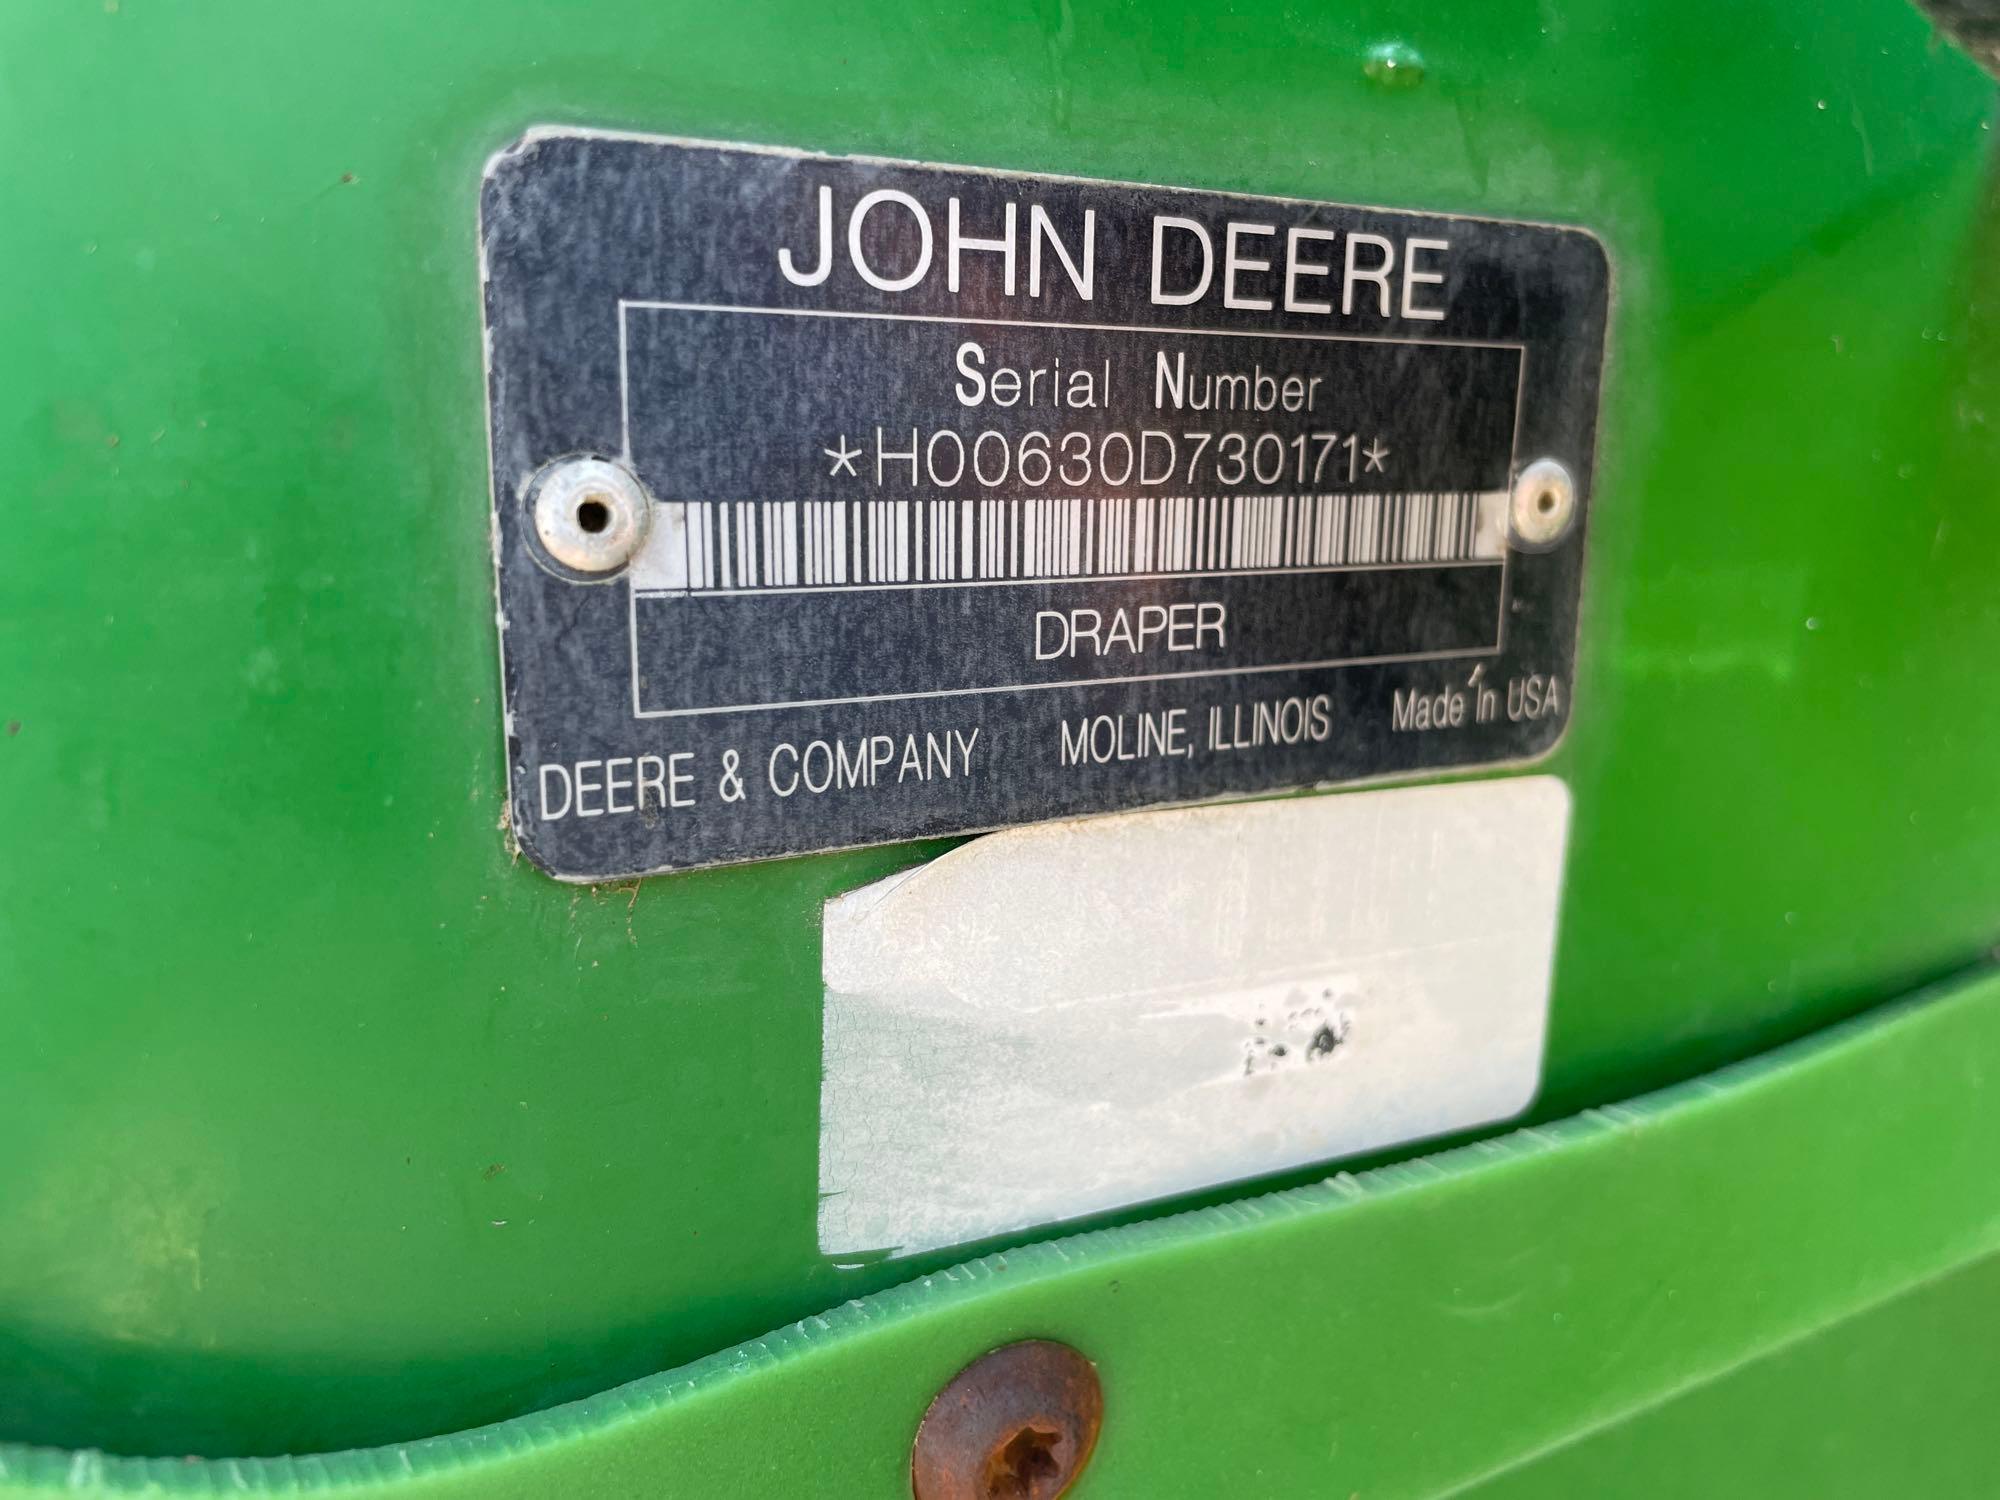 JOHN DEERE
Serial Number
*H00630D730171*
DRAPER
DEERE & COMPANY MOLINE, ILLINOIS Made in USA